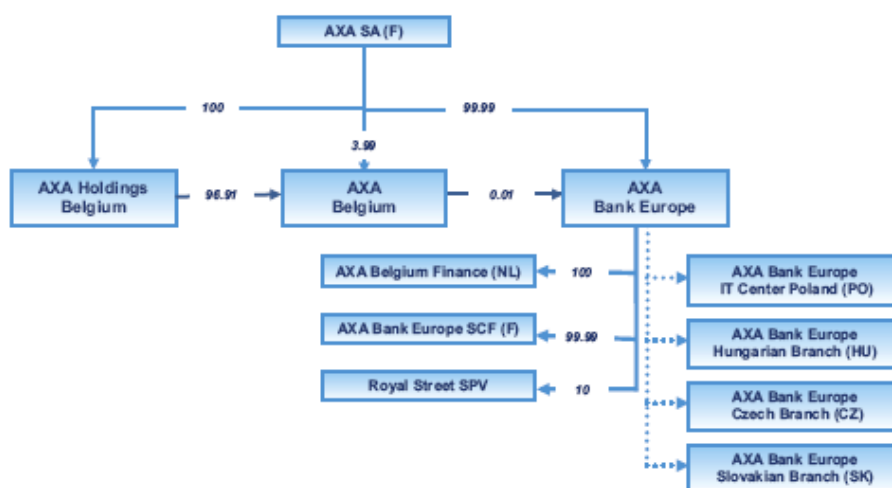 AXA SA (F)
100
99.99
3.99
AXA Holdings
Belgium
96.91
AXA
Belgium
0.01
AXA
Bank Europe
AXA Belgium Finance (NL)
100
AXA Bank Europe
IT Center Poland (PO)
AXA Bank Europe SCF (F)
99.99
AXA Bank Europe
Hungarian Branch (HU)
Royal Street SPV
10
AXA Bank Europe
Czech Branch (CZ)
AXA Bank Europe
Slovakian Branch (SK)